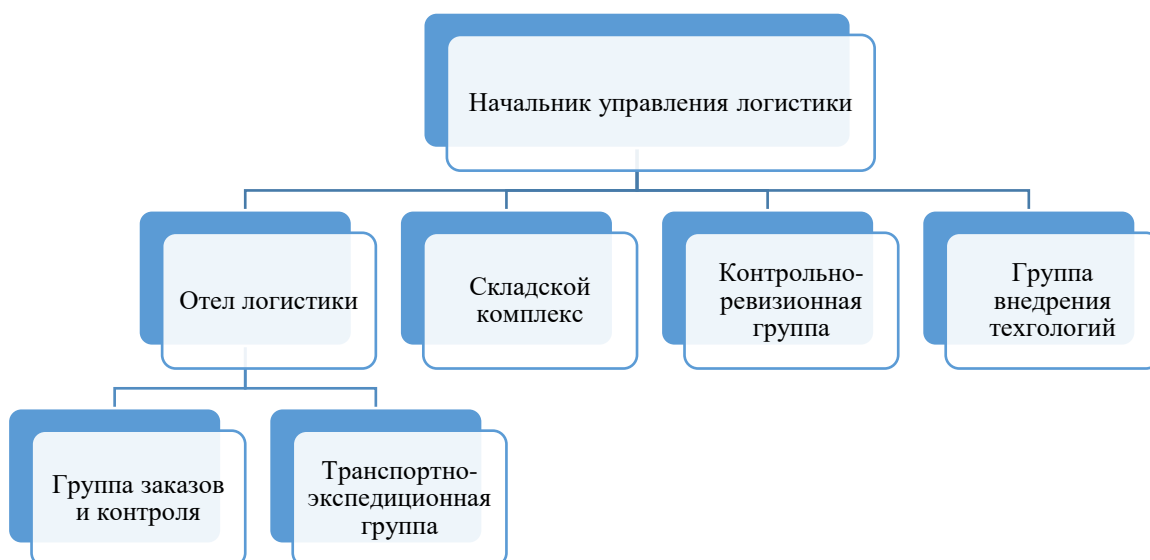 Начальник управления логистики
Отел логистики
Складской
комплекс
Контрольно-
ревизионная
группа
Группа
внедрения
техгологий
Группа заказов
и контроля
Транспортно-
экспедиционная
группа